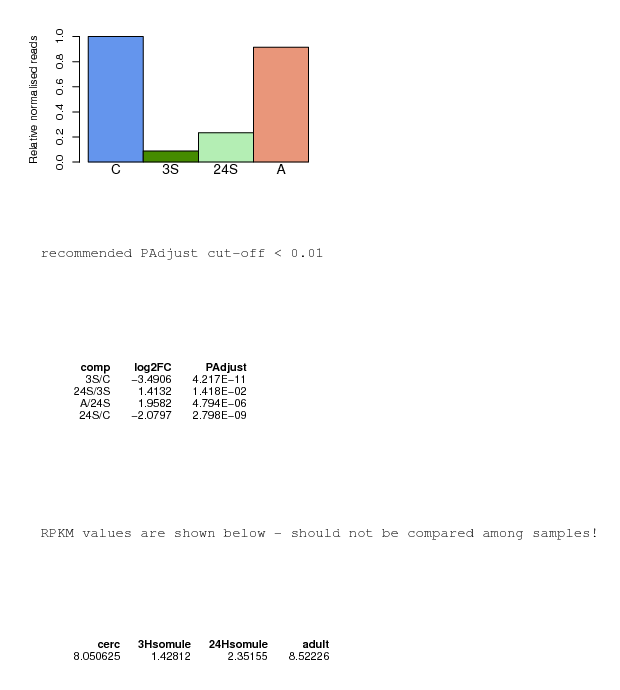 Relative normalised reads
1.0
0.8
0.6
0.4
0.2
0.0
C 3S 24S A
recommended PAdjust cut-off < 0.01
comp log2FC PAdjust
3S/C −3.4906 4.217E−11
24S/3S 1.4132 1.418E−02
A/24S 1.9582 4.794E−06
24S/C −2.0797 2.798E−09
RPKM values are shown below - should not be compared among samples!
cerc 3Hsomule 24Hsomule adult
8.050625 1.42812 2.35155 8.52226